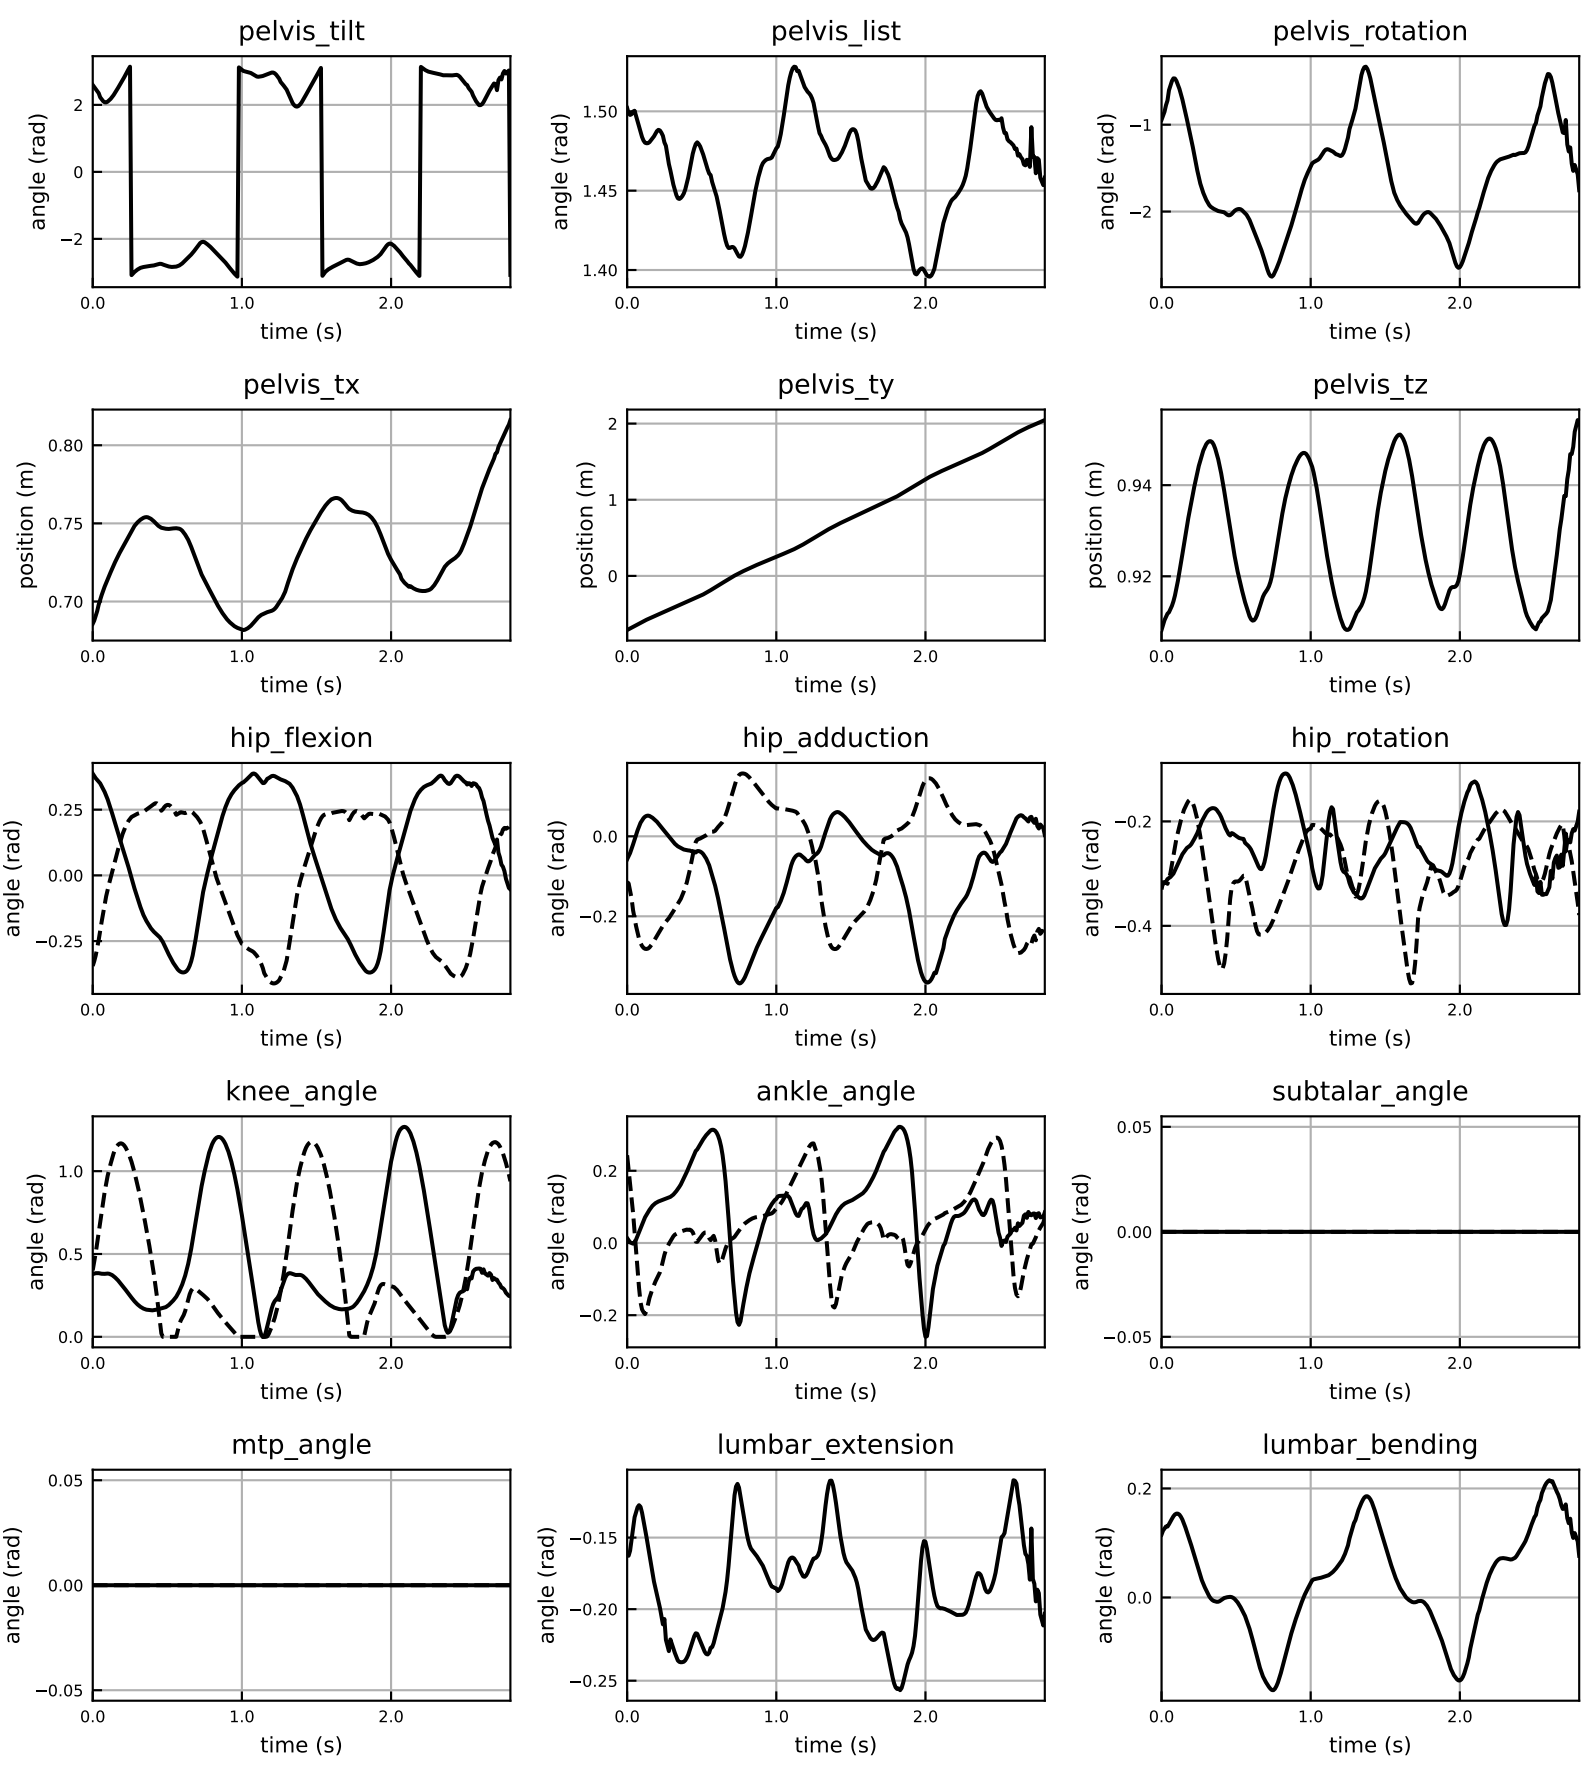 pelvis_tilt
angle (rad)
2
0
−2
0.0 1.0 2.0
time (s)
pelvis_list
angle (rad)
1.50
1.45
1.40
0.0 1.0 2.0
time (s)
pelvis_rotation
angle (rad)
−1
−2
0.0 1.0 2.0
time (s)
pelvis_tx
position (m)
0.80
0.75
0.70
0.0 1.0 2.0
time (s)
pelvis_ty
position (m)
2
1
0
0.0 1.0 2.0
time (s)
pelvis_tz
position (m)
0.94
0.92
0.0 1.0 2.0
time (s)
hip_flexion
angle (rad)
0.25
0.00
−0.25
0.0 1.0 2.0
time (s)
hip_adduction
angle (rad)
0.0
−0.2
0.0 1.0 2.0
time (s)
hip_rotation
angle (rad)
−0.2
−0.4
0.0 1.0 2.0
time (s)
knee_angle
angle (rad)
1.0
0.5
0.0
0.0 1.0 2.0
time (s)
ankle_angle
angle (rad)
0.2
0.0
−0.2
0.0 1.0 2.0
time (s)
subtalar_angle
angle (rad)
0.05
0.00
−0.05
0.0 1.0 2.0
time (s)
mtp_angle
angle (rad)
0.05
0.00
−0.05
0.0 1.0 2.0
time (s)
lumbar_extension
angle (rad)
−0.15
−0.20
−0.25
0.0 1.0 2.0
time (s)
lumbar_bending
angle (rad)
0.2
0.0
0.0 1.0 2.0
time (s)